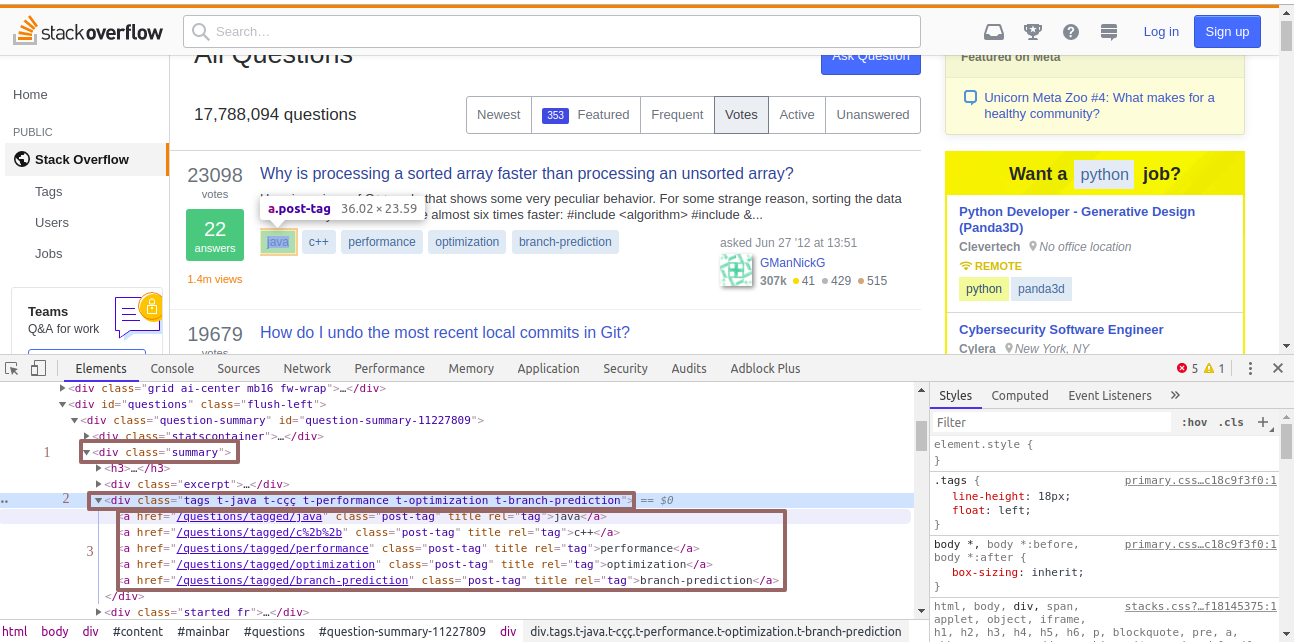 stackoverflow
Search…
Log in
Sign up
All Questions
Ask Question
Home
PUBLIC
Stack Overflow
Tags
Users
Jobs
Teams
Q&A for work
17,788,094 questions
Newest
353 Featured
Frequent
Votes
Active
Unanswered
23098
votes
22
answers
1.4m views
Why is processing a sorted array faster than processing an unsorted array?
that shows some very peculiar behavior. For some strange reason, sorting the data
almost six times faster: #include <algorithm> #include &...
a.post-tag 36.02 × 23.59
java c++ performance optimization branch-prediction
asked Jun 27 '12 at 13:51
GManNickG
307k 41 429 515
19679
votes
How do I undo the most recent local commits in Git?
Featured on Meta
Unicorn Meta Zoo #4: What makes for a
healthy community?
Want a python job?
Python Developer - Generative Design
(Panda3D)
Clevertech No office location
REMOTE
python panda3d
Cybersecurity Software Engineer
Cylera New York, NY
Elements Console Sources Network Performance Memory Application Security Audits Adblock Plus
5 1
<div class="grid ai-center mb16 fw-wrap">…</div>
<div id="questions" class="flush-left">
<div class="question-summary" id="question-summary-11227809">
<div class="statscontainer">…</div>
1 <div class="summary">
<h3>…</h3>
<div class="excerpt">…</div>
2 <div class="tags t-java t-cçç t-performance t-optimization t-branch-prediction"> == $0
<a href="/questions/tagged/java" class="post-tag" title rel="tag">java</a>
<a href="/questions/tagged/c%2b%2b" class="post-tag" title rel="tag">c++</a>
3 <a href="/questions/tagged/performance" class="post-tag" title rel="tag">performance</a>
<a href="/questions/tagged/optimization" class="post-tag" title rel="tag">optimization</a>
<a href="/questions/tagged/branch-prediction" class="post-tag" title rel="tag">branch-prediction</a>
</div>
<div class="started fr">…</div>
html body div #content #mainbar #questions #question-summary-11227809 div div.tags.t-java.t-cçç.t-performance.t-optimization.t-branch-prediction
Styles Computed Event Listeners »
Filter :hov .cls +
element.style {
}
.tags { primary.css…c18c9f3f0:1
line-height: 18px;
float: left;
}
body *, body *:before, primary.css…c18c9f3f0:1
body *:after {
box-sizing: inherit;
}
html, body, div, span, stacks.css?…f18145375:1
applet, object, iframe,
h1, h2, h3, h4, h5, h6, p, blockquote, pre, a,